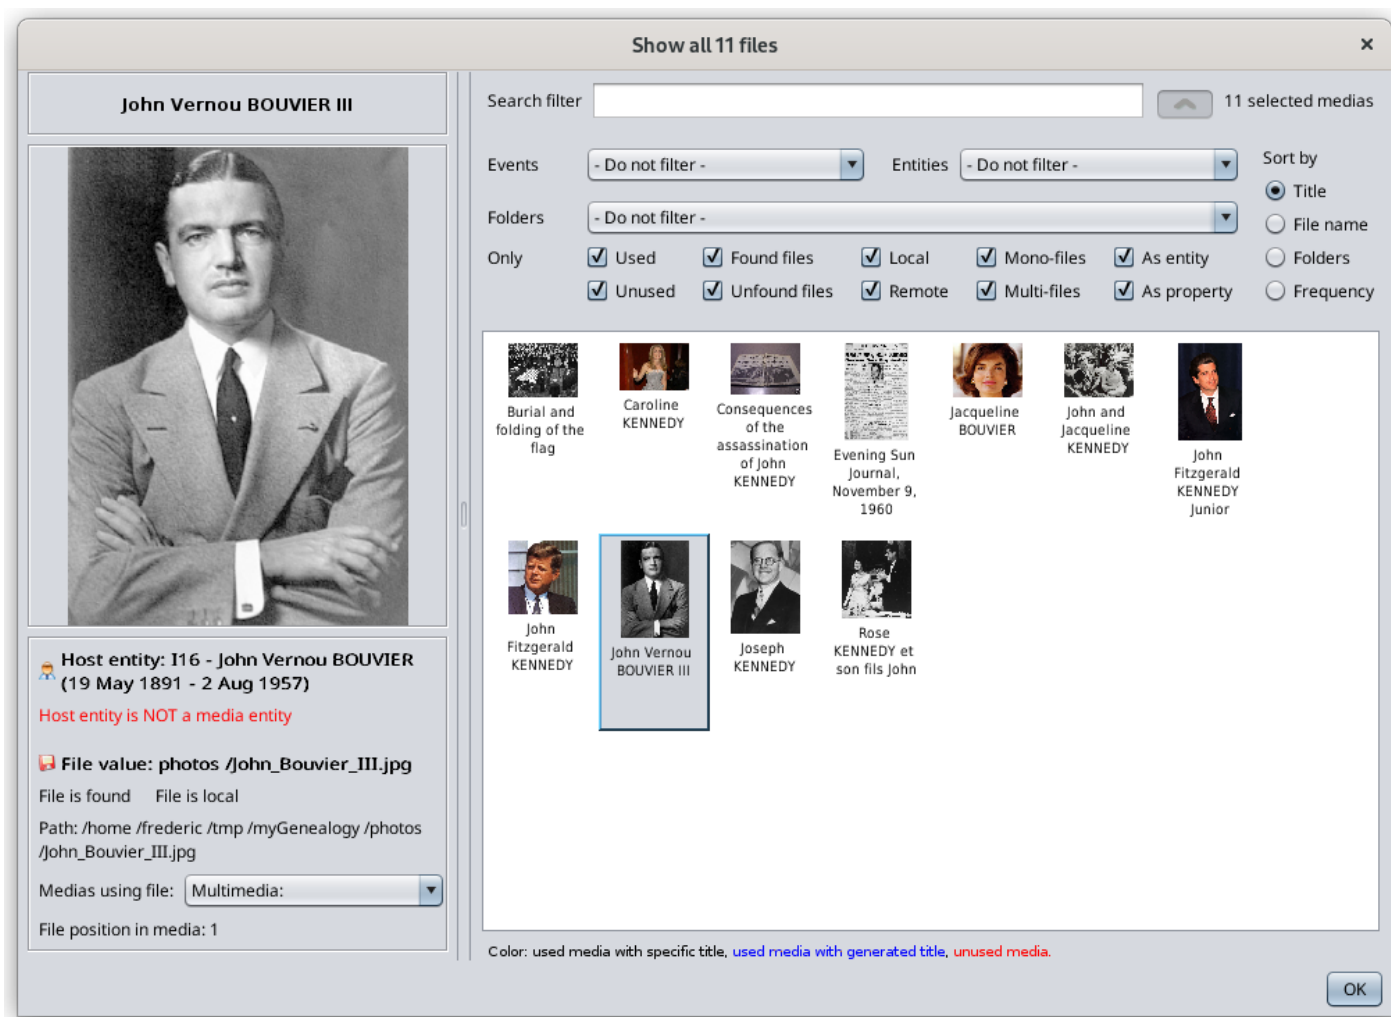 Show all 11 files
John Vernou BOUVIER III
Host entity: I16 - John Vernou BOUVIER
(19 May 1891 - 2 Aug 1957)
Host entity is NOT a media entity
File value: photos /John_Bouvier_III.jpg
File is found File is local
Path: /home /frederic /tmp /myGenealogy /photos
/John_Bouvier_III.jpg
Medias using file: Multimedia:
File position in media: 1
Search filter 11 selected medias
Events - Do not filter - Entities - Do not filter -
Folders - Do not filter -
Only Used Found files Local Mono-files As entity
Unused Unfound files Remote Multi-files As property
Sort by
Title
File name
Folders
Frequency
Burial and
folding of the
flag
Caroline
KENNEDY
Consequences
of the
assassination
of John
KENNEDY
Evening Sun
Journal,
November 9,
1960
Jacqueline
BOUVIER
John and
Jacqueline
KENNEDY
John
Fitzgerald
KENNEDY
Junior
John
Fitzgerald
KENNEDY
John Vernou
BOUVIER III
Joseph
KENNEDY
Rose
KENNEDY et
son fils John
Color: used media with specific title, used media with generated title, unused media.
OK